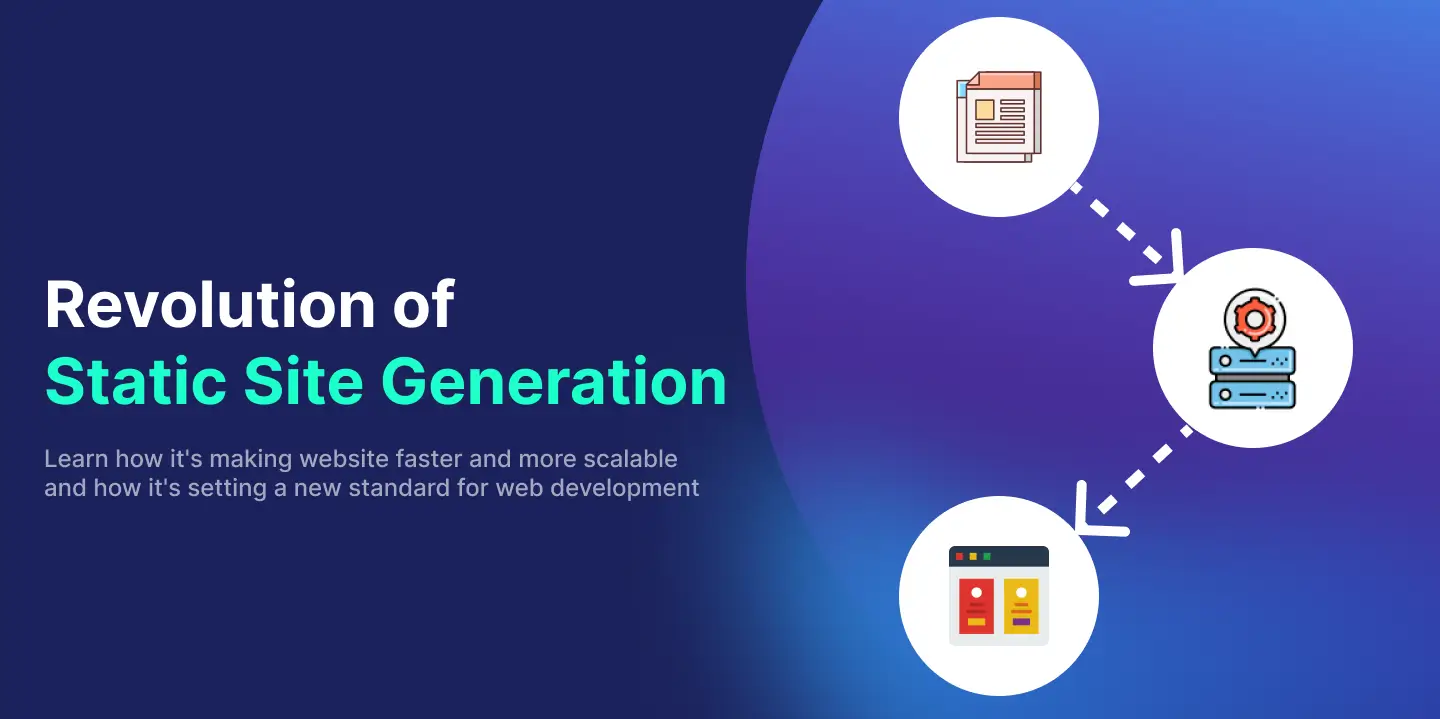 Revolution of
Static Site Generation
Learn how it's making website faster and more scalable
and how it's setting a new standard for web development